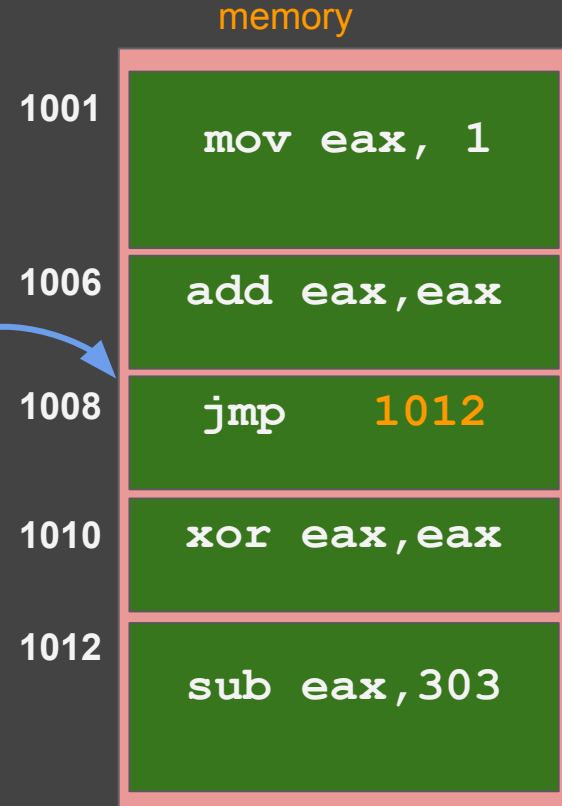 memory
1001
mov eax, 1
1006
add eax,eax
1008
jmp 1012
1010
xor eax,eax
1012
sub eax,303